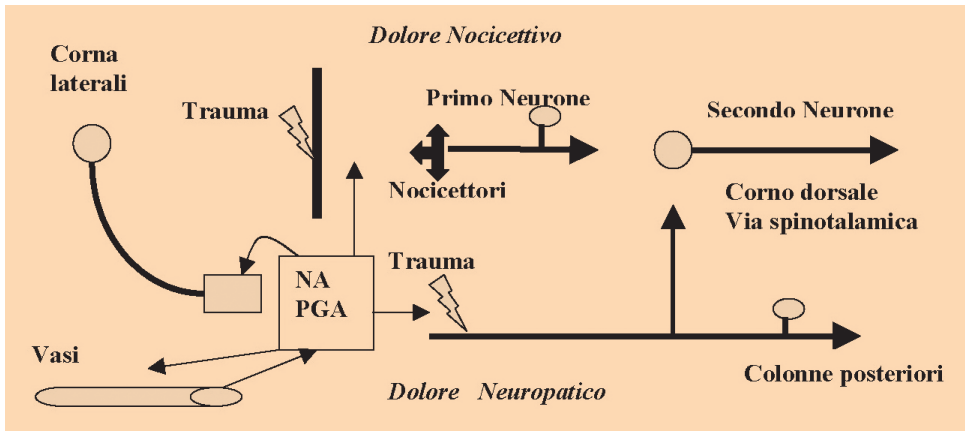 Dolore Nocicettivo
Corna
laterali
Trauma
Primo Neurone
Secondo Neurone
Nocicettori
Corno dorsale
Via spinotalamica
NA
PGA
Trauma
Vasi
Colonne posteriori
Dolore Neuropatico